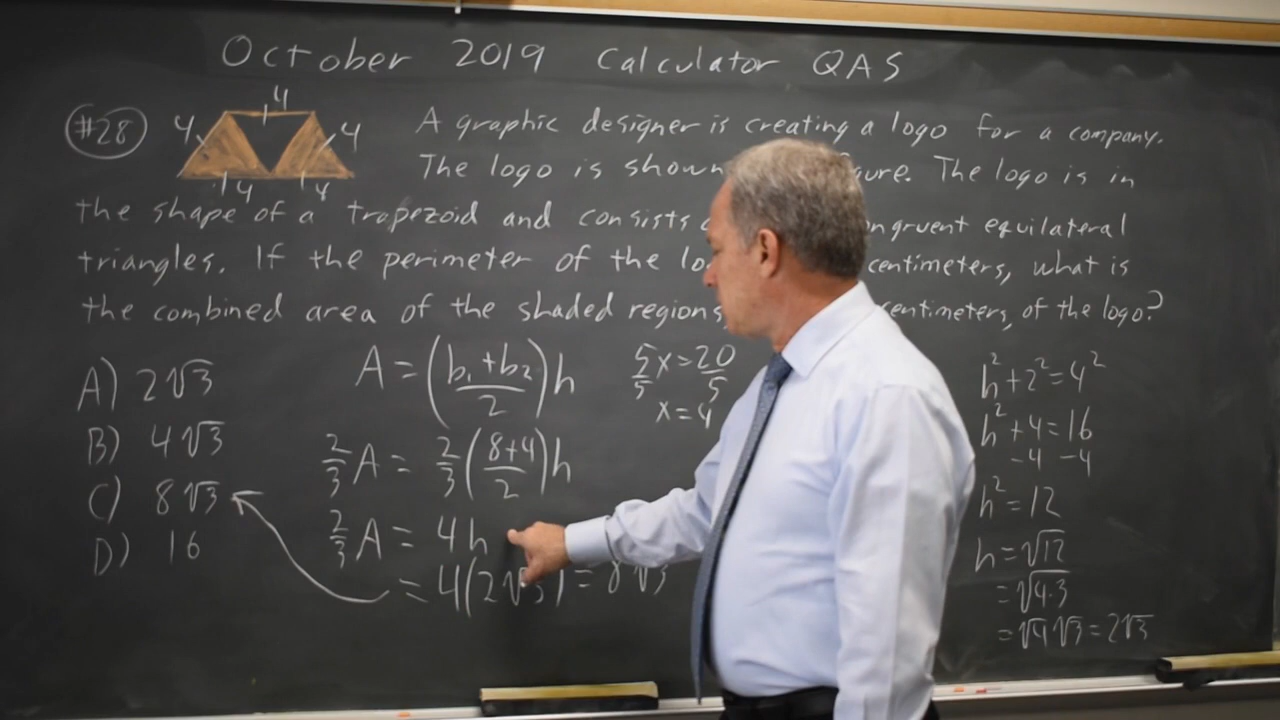 October 2019 Calculator QAS
#28 4 4 4 4 4 A graphic designer is creating a logo for a company.
The logo is shown The logo is in
the shape of a trapezoid and consists equilateral
triangles. If the perimeter of the centimeters, what is
the combined area of the shaded regions of the logo?
A) 2√3
B) 4√3
C) 8√3
D) 16
A = ((b₁+b₂)/2)h
2/3 A = 2/3 ((8+4)/2)h
2/3 A = 4h
= 4(2√3) = 8√3
5x/5 = 20/5
x = 4
h² + 2² = 4²
h² + 4 = 16
-4 -4
h² = 12
h = √12
= √4·3
= √4 √3 = 2√3